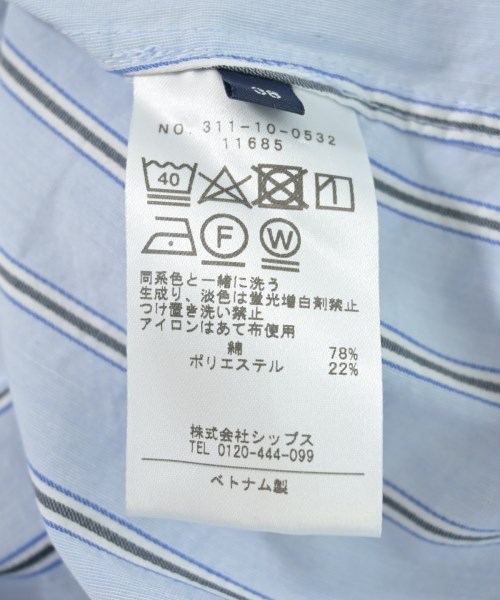 38
NO. 311-10-0532
11685
40
F W
同系色と一緒に洗う
生成り、淡色は蛍光増白剤禁止
つけ置き洗い禁止
アイロンはあて布使用
綿 78%
ポリエステル 22%
株式会社シップス
TEL 0120-444-099
ベトナム製